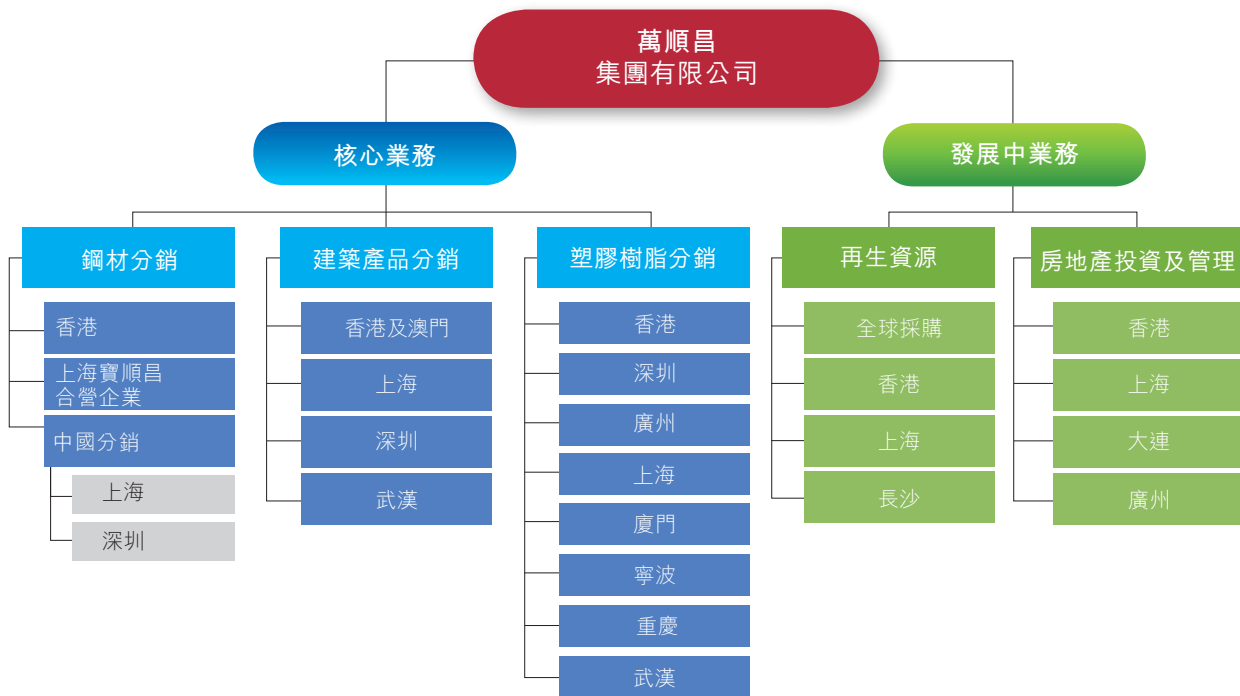 萬順昌
集團有限公司
核心業務
發展中業務
鋼材分銷
香港
上海寶順昌
合營企業
中國分銷
上海
深圳
建築產品分銷
香港及澳門
上海
深圳
武漢
塑膠樹脂分銷
香港
深圳
廣州
上海
廈門
寧波
重慶
武漢
再生資源
全球採購
香港
上海
長沙
房地產投資及管理
香港
上海
大連
廣州